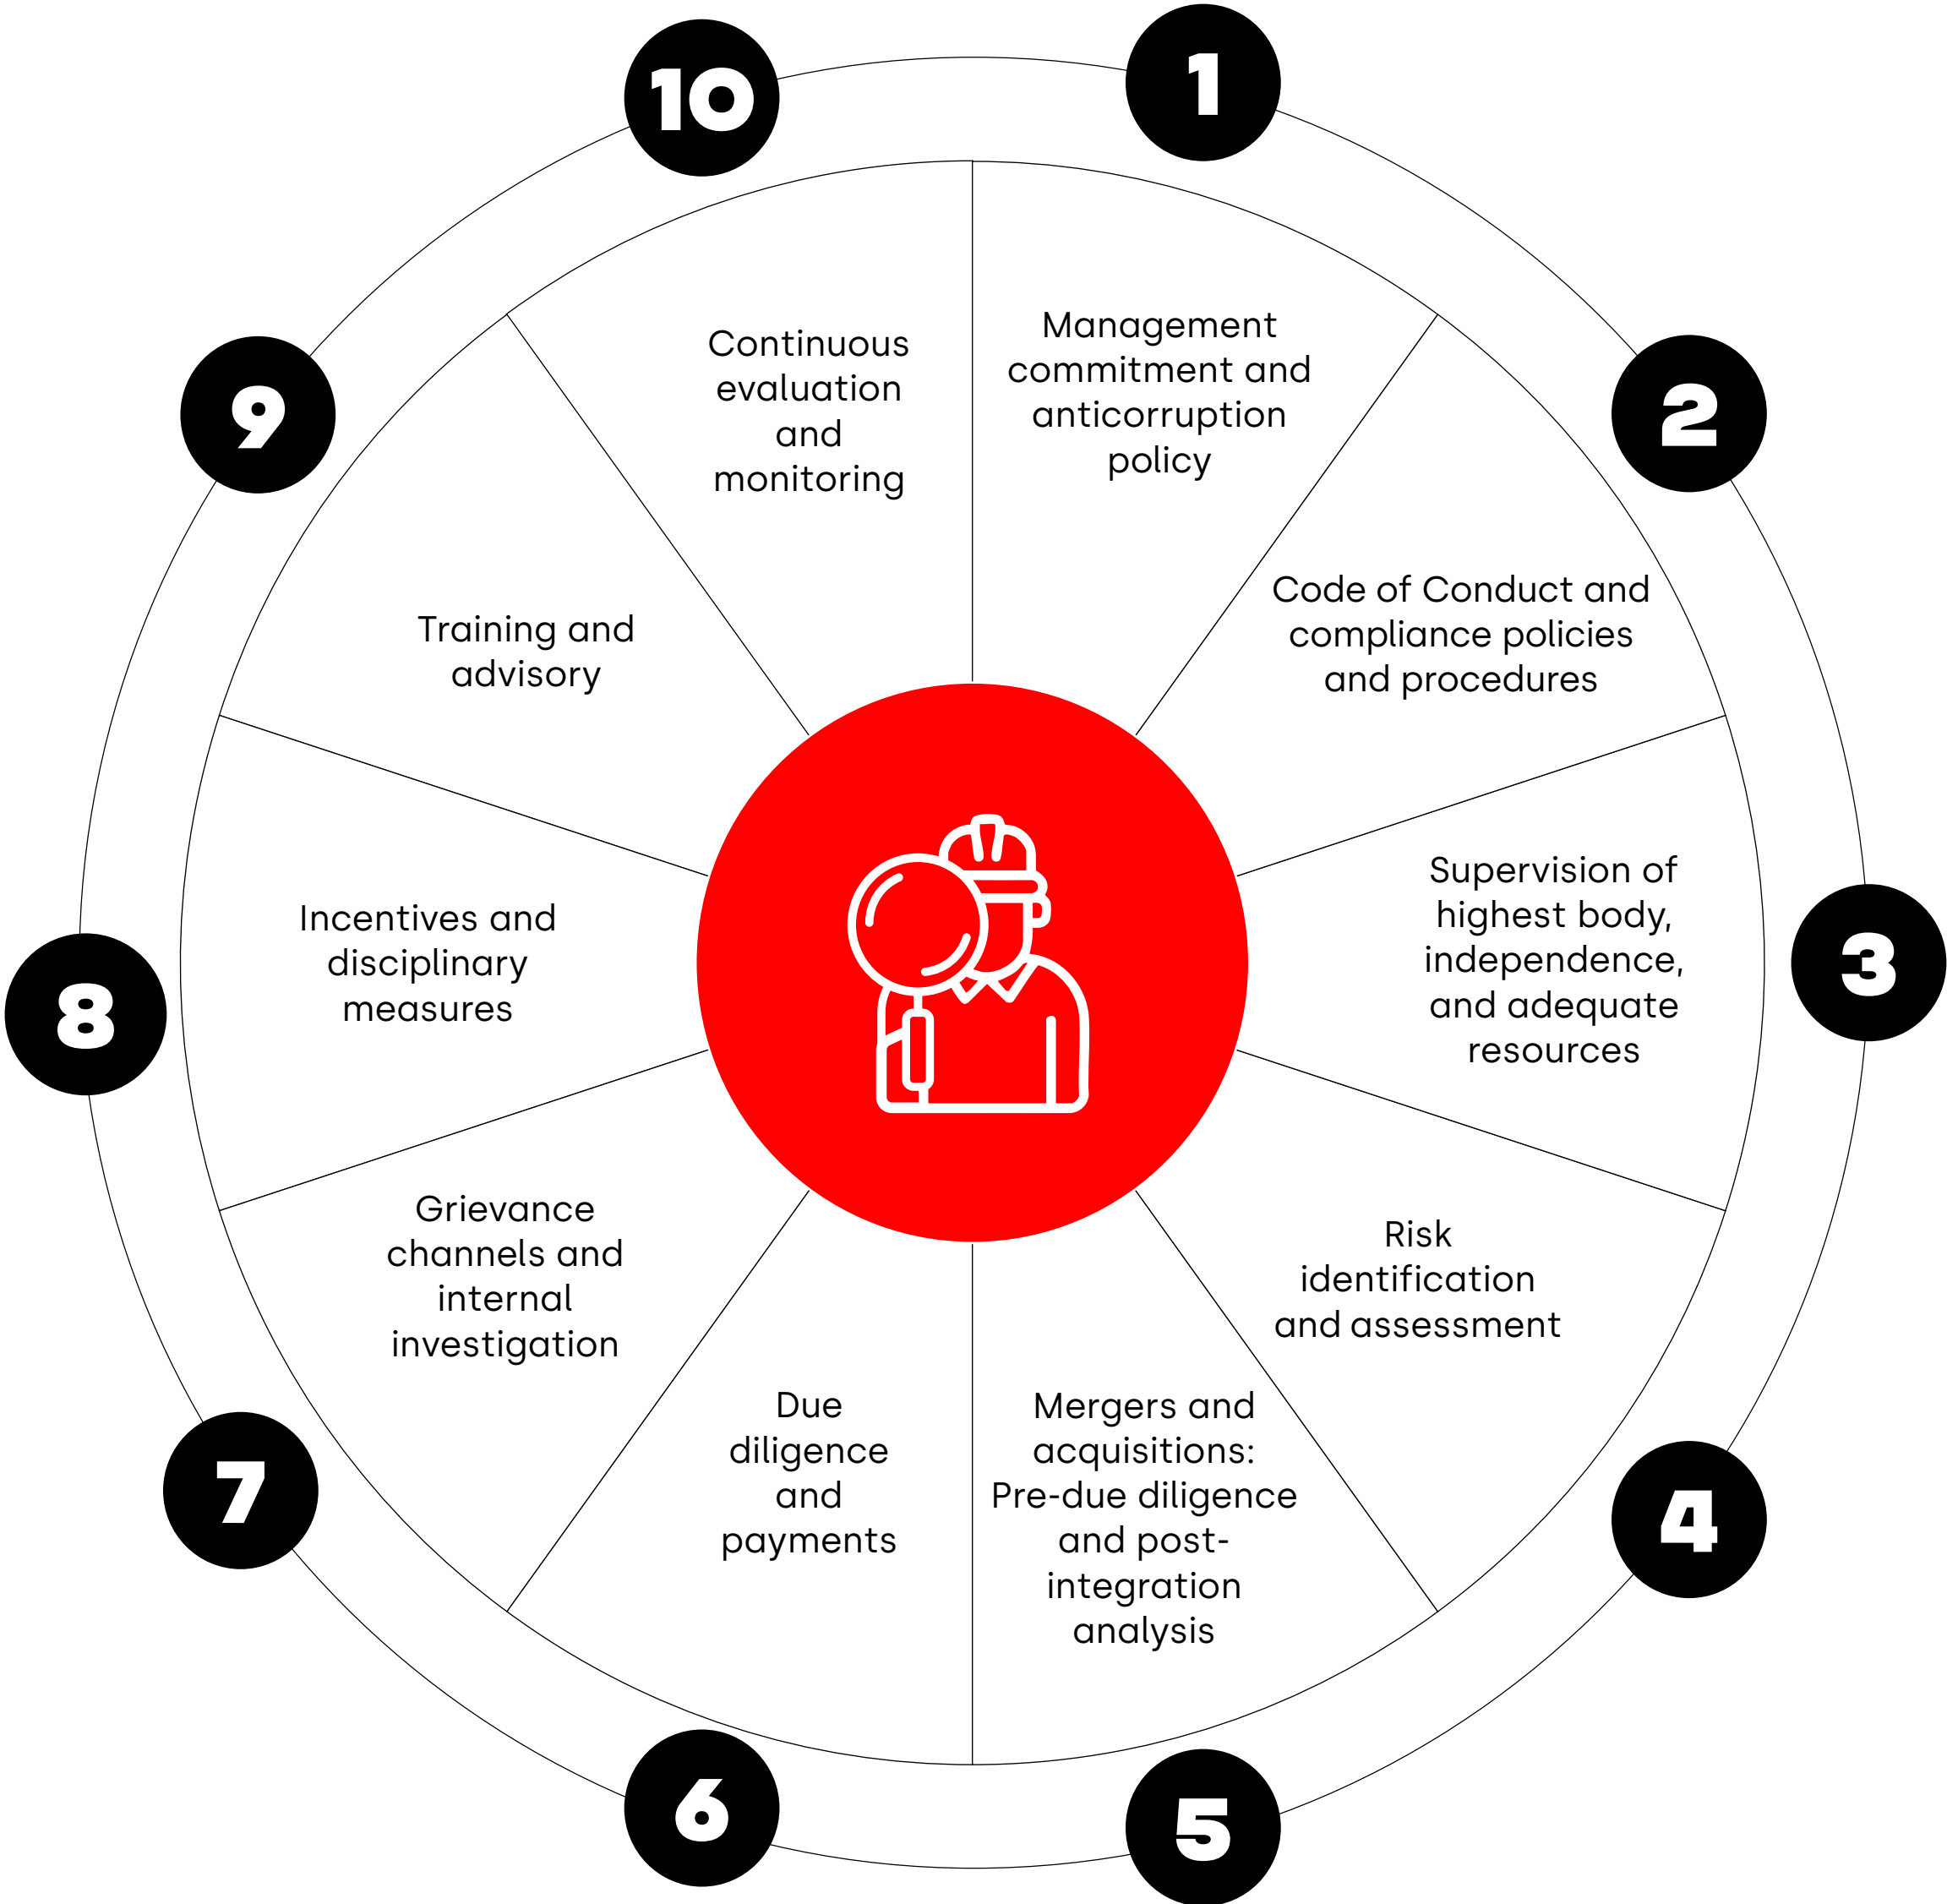 1
Management
commitment and
anticorruption
policy
2
Code of Conduct and
compliance policies
and procedures
3
Supervision of
highest body,
independence,
and adequate
resources
4
Risk
identification
and assessment
5
Mergers and
acquisitions:
Pre-due diligence
and post-
integration
analysis
6
Due
diligence
and
payments
7
Grievance
channels and
internal
investigation
8
Incentives and
disciplinary
measures
9
Training and
advisory
10
Continuous
evaluation
and
monitoring